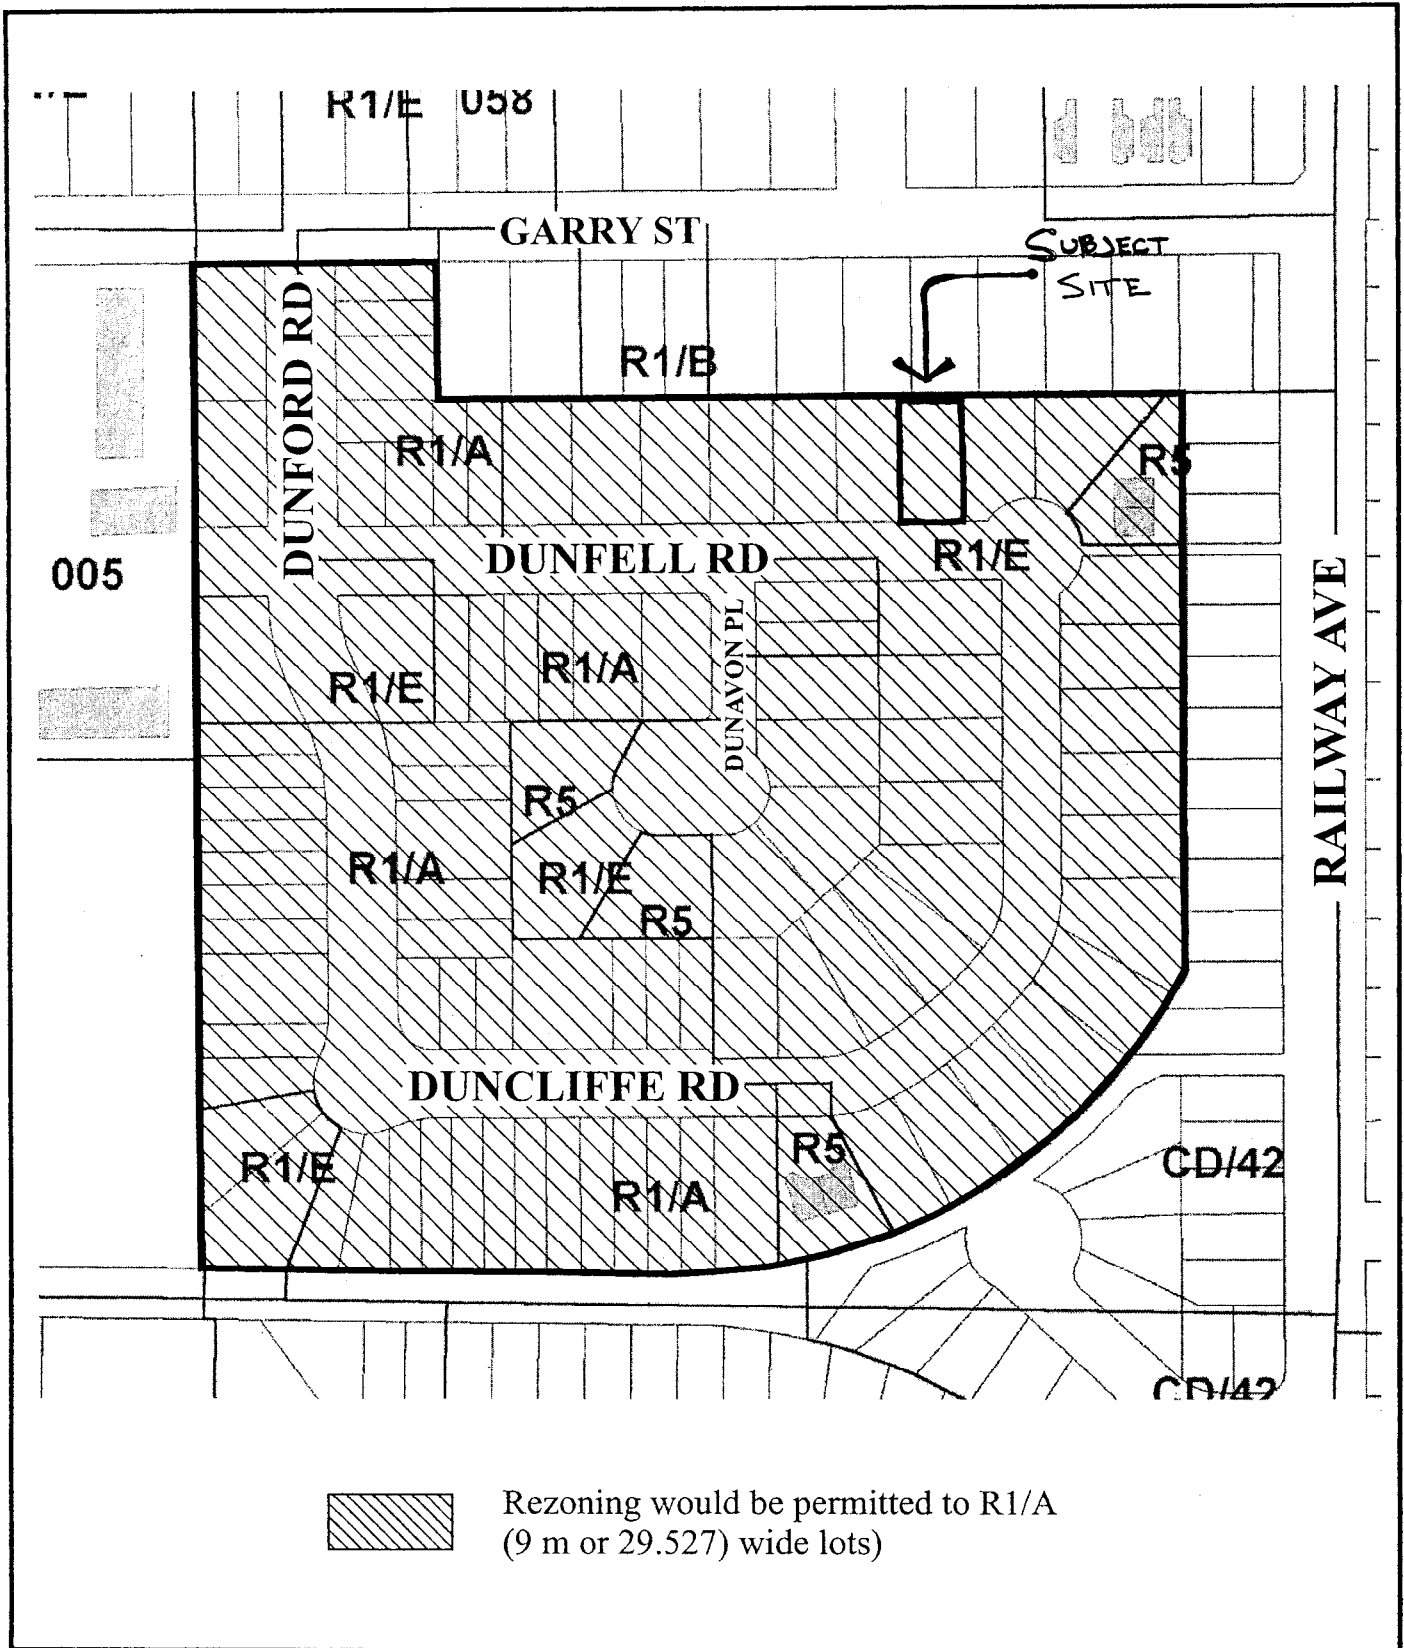 R1/E 058
GARRY ST
SUBJECT
SITE
DUNFORD RD
R1/B
R1/A
R5
005
DUNFELL RD
R1/E
RAILWAY AVE
DUNAVON PL
R1/A
R1/E
R5
R1/A
R1/E
R5
DUNCLIFFE RD
R5
CD/42
R1/E
R1/A
CD/42
Rezoning would be permitted to R1/A
(9 m or 29.527) wide lots)